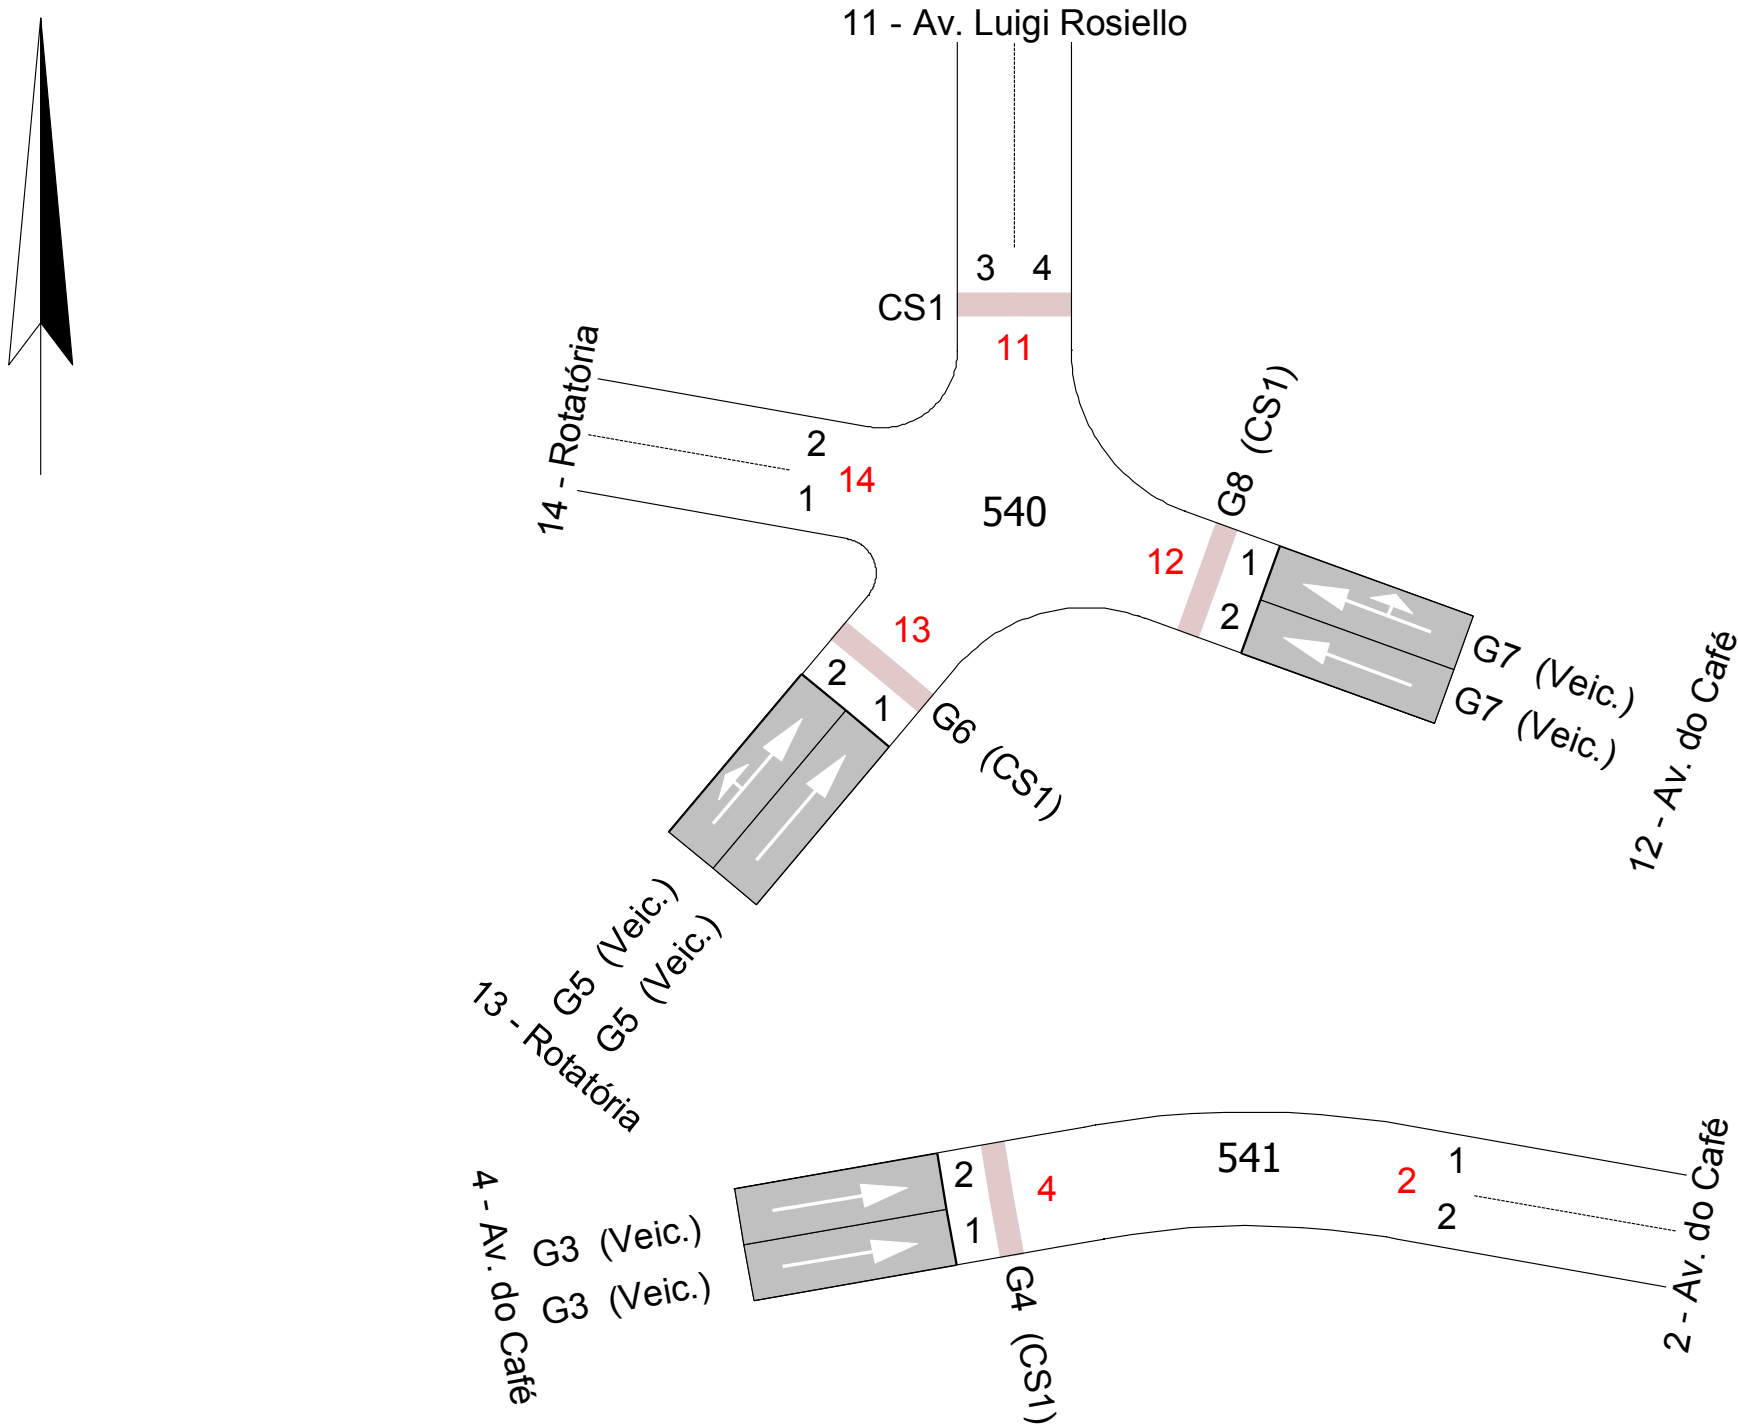 11 - Av. Luigi Rosiello
3 4
CS1
11
14 - Rotatória
2
14
1
540
G8 (CS1)
12
1
2
G7 (Veic.)
G7 (Veic.)
12 - Av. do Café
13
2
1
G6 (CS1)
G5 (Veic.)
G5 (Veic.)
13 - Rotatória
541
4 - Av. do Café
G3 (Veic.)
G3 (Veic.)
2
1
4
G4 (CS1)
2
1
2
2 - Av. do Café